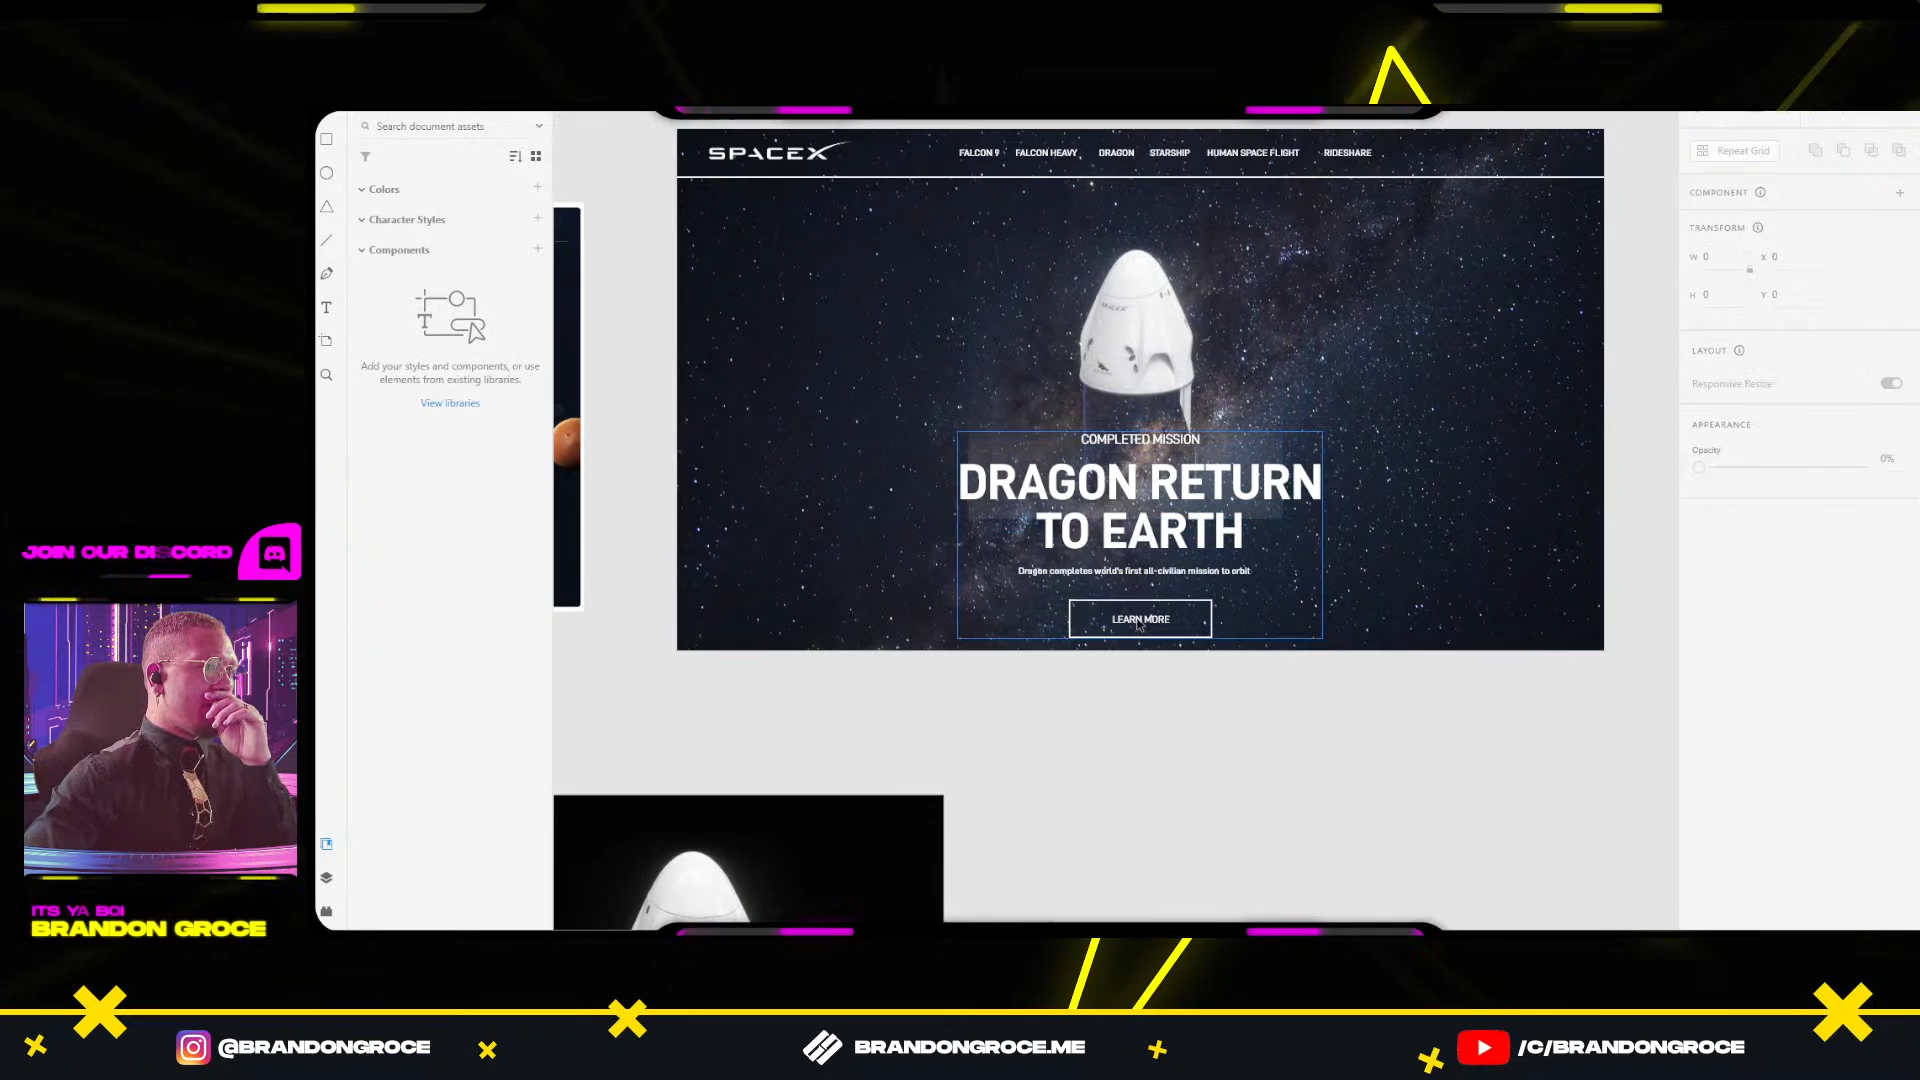 Search document assets
Colors
Character Styles
Components
Add your styles and components, or use
elements from existing libraries.
View libraries
SPACEX
FALCON 9
FALCON HEAVY
DRAGON
STARSHIP
HUMAN SPACE FLIGHT
RIDESHARE
COMPLETED MISSION
DRAGON RETURN
TO EARTH
Dragon completes world's first all-civilian mission to orbit
LEARN MORE
Repeat Grid
COMPONENT
TRANSFORM
W 0
X 0
H 0
Y 0
LAYOUT
Responsive Resize
APPEARANCE
Opacity
0%
JOIN OUR DISCORD
ITS YA BOI
BRANDON GROCE
@BRANDONGROCE
BRANDONGROCE.ME
/C/BRANDONGROCE